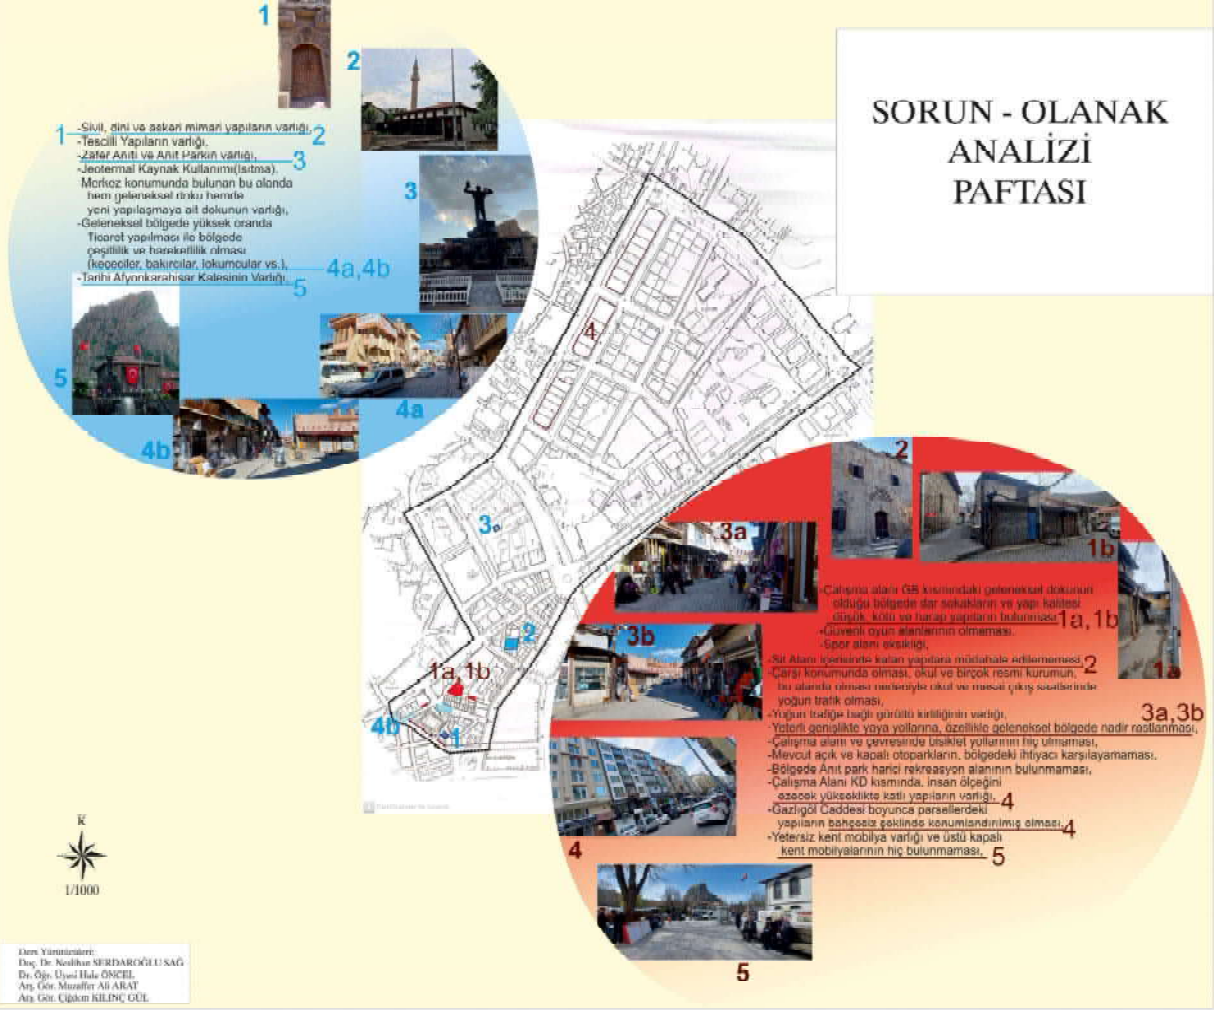 SORUN - OLANAK
ANALİZİ
PAFTASI
1
2
3
-Sivil, dini ve askeri mimari yapıların varlığı,
1
2
-Tescilli Yapıların varlığı,
-Zafer Anıtı ve Anıt Parkın varlığı,
3
-Jeotermal Kaynak Kullanımı(Isıtma).
Merkez konumunda bulunan bu alanda
hem geleneksel doku hemde
yeni yapılaşmaya ait dokunun varlığı,
-Geleneksel bölgede yüksek oranda
Ticaret yapılması ile bölgede
çeşitlilik ve hareketlilik olması
(keçeciler, bakırcılar, lokumcular vs.),
4a,4b
-Tarihi Afyonkarahisar Kalesinin Varlığı,
5
5
4a
4b
4
3
2
1a,1b
4b
1
2
1b
3a
1a
3b
-Çalışma alanı GB kısmındaki geleneksel dokunun
olduğu bölgede dar sokakların ve yapı kalitesi
düşük, kötü ve harap yapıların bulunması,
1a,1b
-Güvenli oyun alanlarının olmaması.
-Spor alanı eksikliği,
-Sit Alanı içerisinde kalan yapılara müdahale edilememesi,
2
-Çarşı konumunda olması, okul ve birçok resmi kurumun,
bu alanda olması nedeniyle okul ve mesai çıkış saatlerinde
yoğun trafik olması,
-Yoğun trafiğe bağlı gürültü kirliliğinin varlığı,
3a,3b
-Yeterli genişlikte yaya yollarına, özellikle geleneksel bölgede nadir rastlanması,
-Çalışma alanı ve çevresinde bisiklet yollarının hiç olmaması,
-Mevcut açık ve kapalı otoparkların, bölgedeki ihtiyacı karşılayamaması.
-Bölgede Anıt park harici rekreasyon alanının bulunmaması,
-Çalışma Alanı KD kısmında, insan ölçeğini
ezecek yükseklikte katlı yapıların varlığı,
4
-Gazlıgöl Caddesi boyunca parsellerdeki
yapıların bahçesiz şeklinde konumlandırılmış olması,
4
-Yetersiz kent mobilya varlığı ve üstü kapalı
kent mobilyalarının hiç bulunmaması,
5
4
5
K
1/1000
Ders Yürütücüleri:
Doç. Dr. Neslihan SERDAROĞLU SAĞ
Dr. Öğr. Üyesi Hale ÖNCEL
Arş. Gör. Muzaffer Ali ARAT
Arş. Gör. Çiğdem KILINÇ GÜL